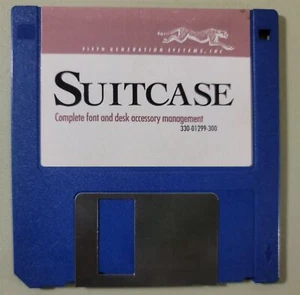 FIFTH GENERATION SYSTEMS, INC.
SUITCASE
Complete font and desk accessory management
330-01299-300